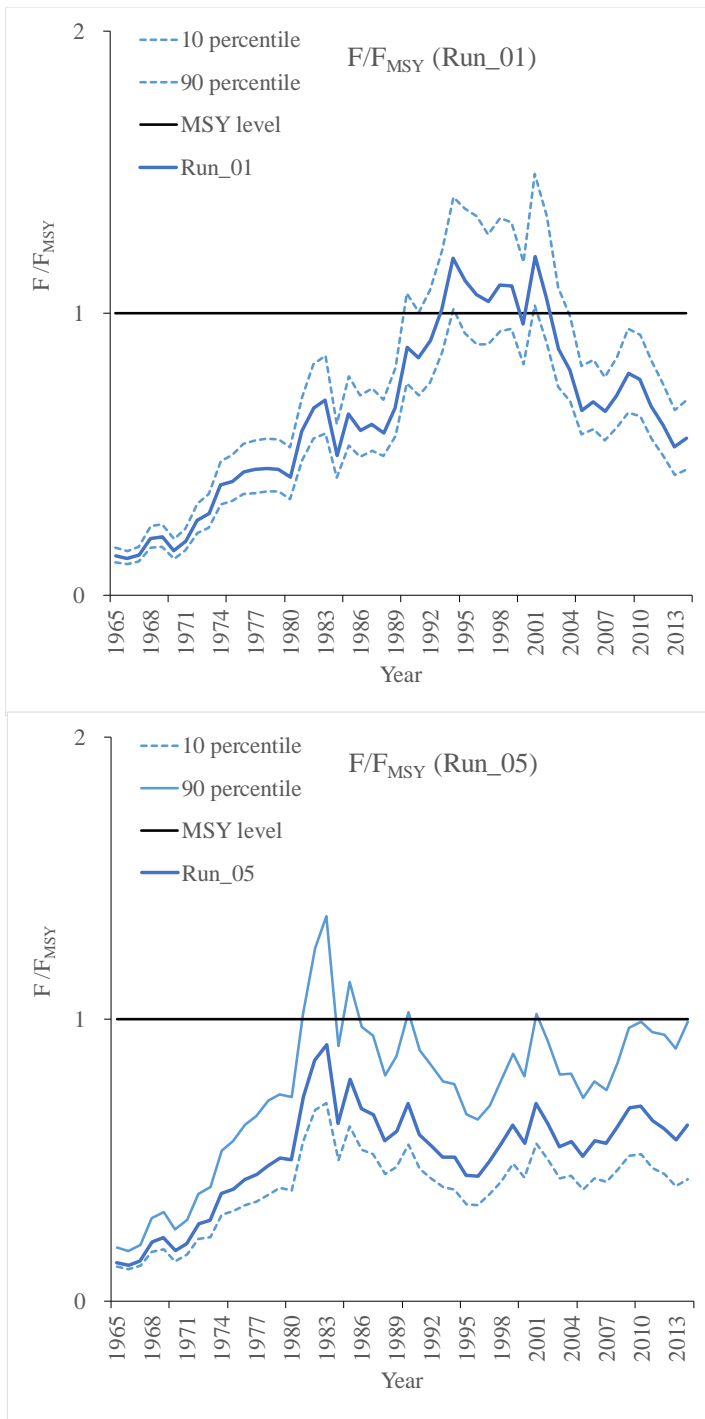 2
10 percentile
F/FMSY (Run_01)
90 percentile
MSY level
Run_01
F /FMSY
1
0
1965
1968
1971
1974
1977
1980
1983
1986
1989
1992
1995
1998
2001
2004
2007
2010
2013
Year
2
10 percentile
F/FMSY (Run_05)
90 percentile
MSY level
Run_05
F /FMSY
1
0
1965
1968
1971
1974
1977
1980
1983
1986
1989
1992
1995
1998
2001
2004
2007
2010
2013
Year